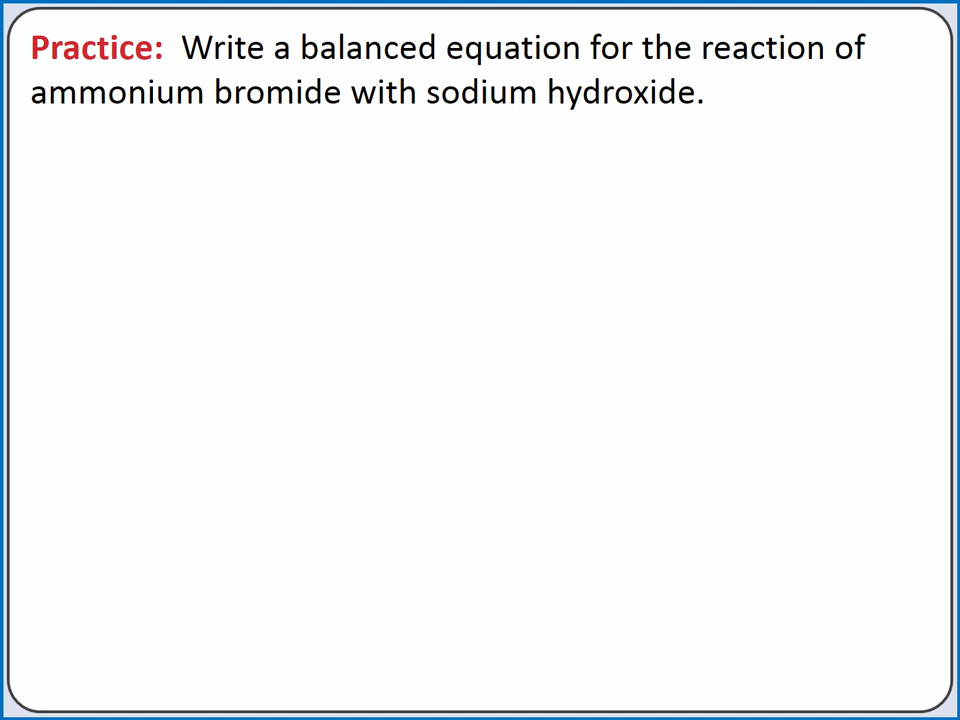 Practice: Write a balanced equation for the reaction of
ammonium bromide with sodium hydroxide.